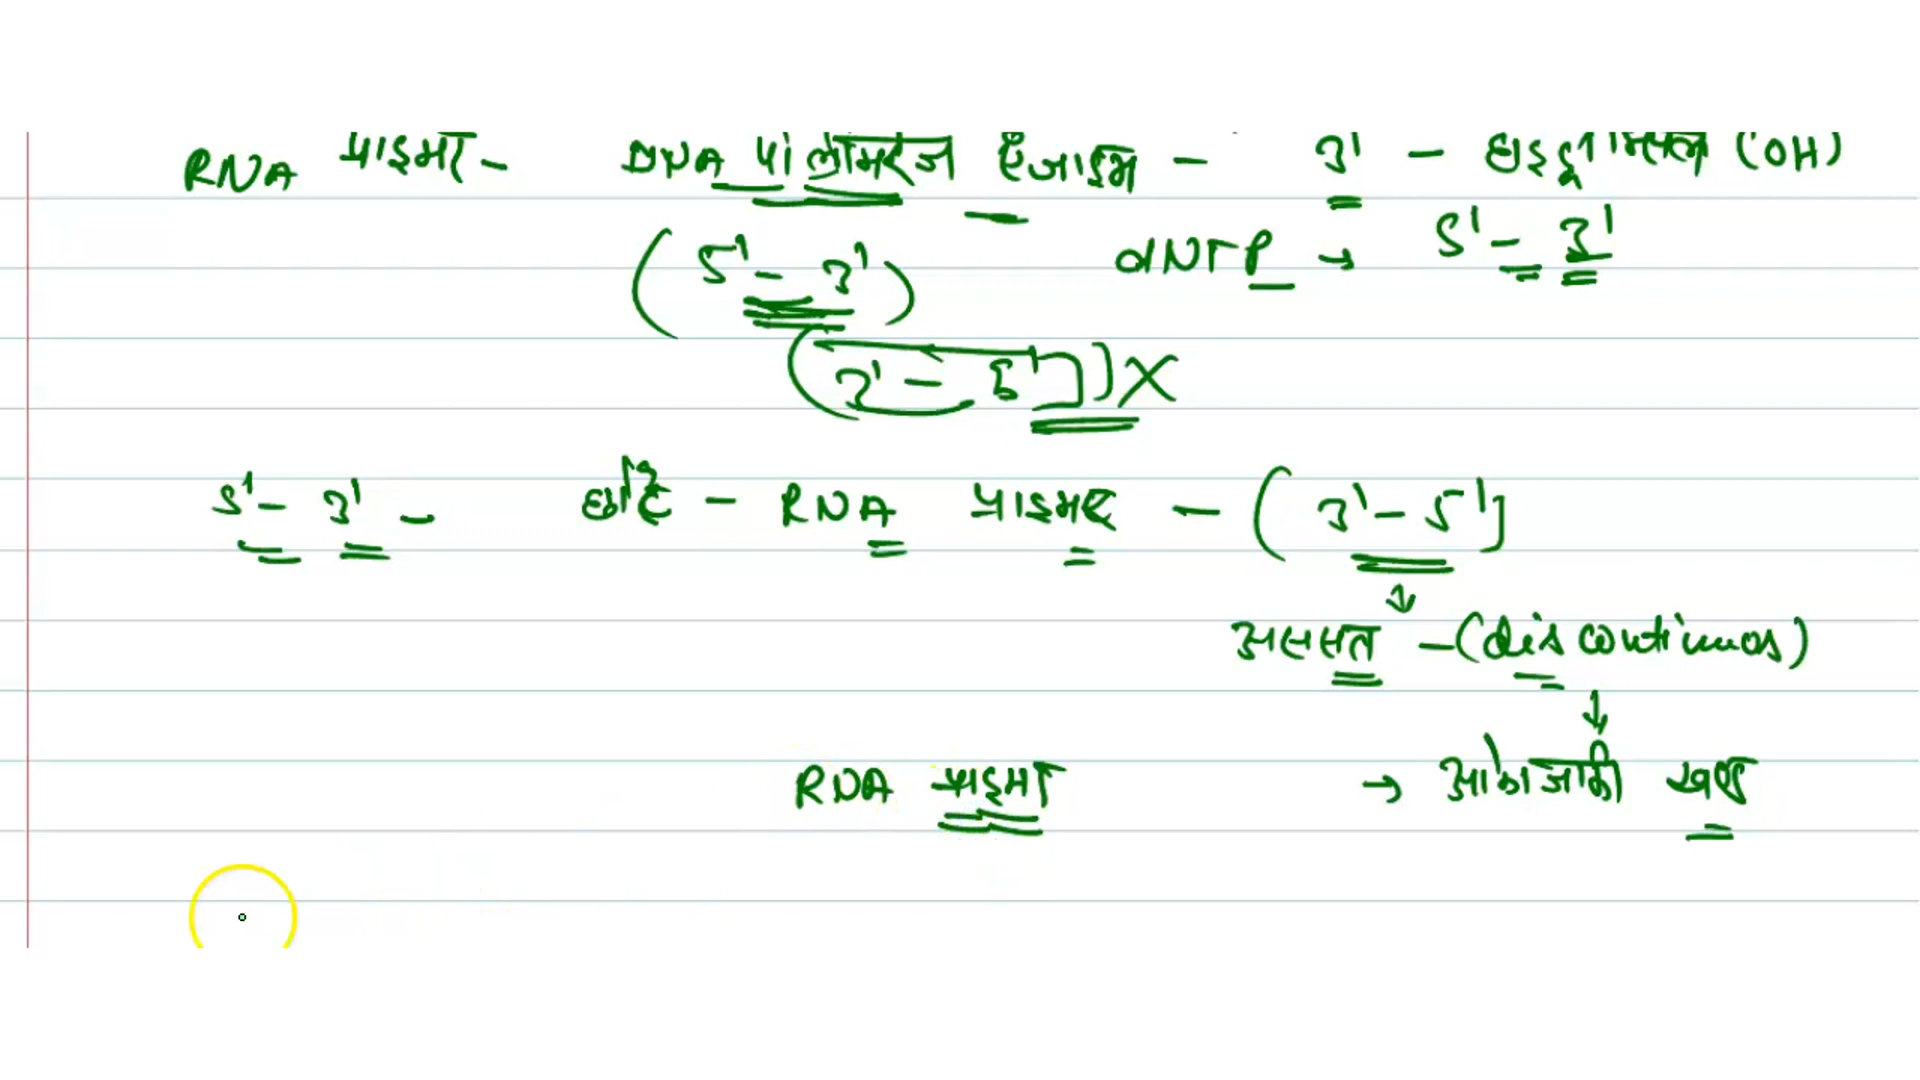 RNA प्राइमर - DNA पॉलीमरेज एंजाइम - 3' - हाइड्रॉक्सिल (OH)
(5' - 3') dNTP → 5' - 3'
(3' - 5']) X
5' - 3' - छोटे - RNA प्राइमर - (3' - 5']
↓
असतत - (discontinuos)
↓
RNA प्राइमर → ओकाजाकी खण्ड